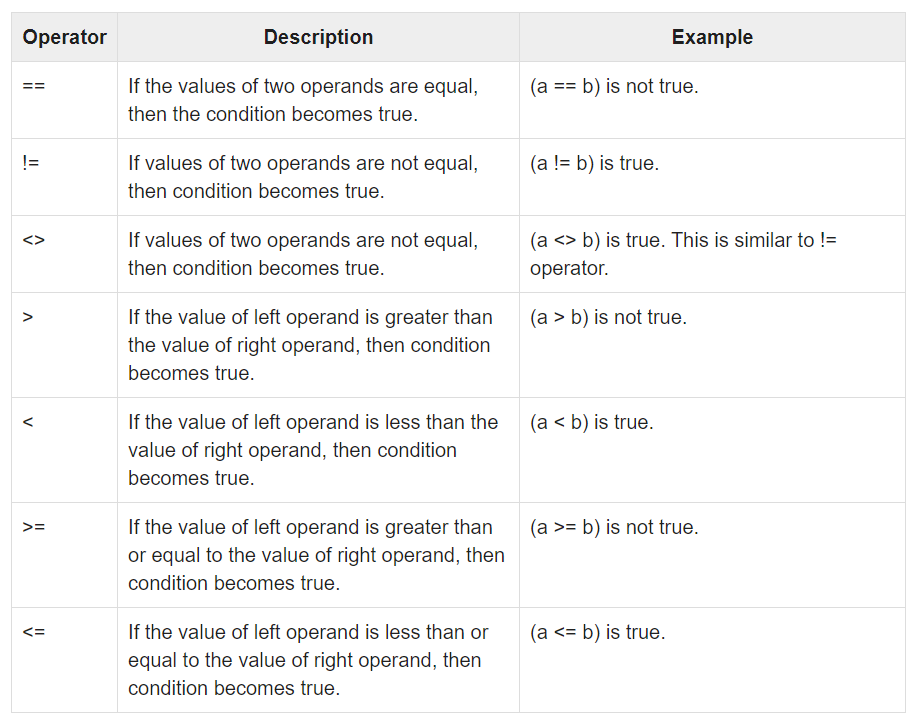 Operator Description Example
== If the values of two operands are equal, (a == b) is not true.
then the condition becomes true.
!= If values of two operands are not equal, (a != b) is true.
then condition becomes true.
<> If values of two operands are not equal, (a <> b) is true. This is similar to !=
then condition becomes true. operator.
> If the value of left operand is greater than (a > b) is not true.
the value of right operand, then condition
becomes true.
< If the value of left operand is less than the (a < b) is true.
value of right operand, then condition
becomes true.
>= If the value of left operand is greater than (a >= b) is not true.
or equal to the value of right operand, then
condition becomes true.
<= If the value of left operand is less than or (a <= b) is true.
equal to the value of right operand, then
condition becomes true.